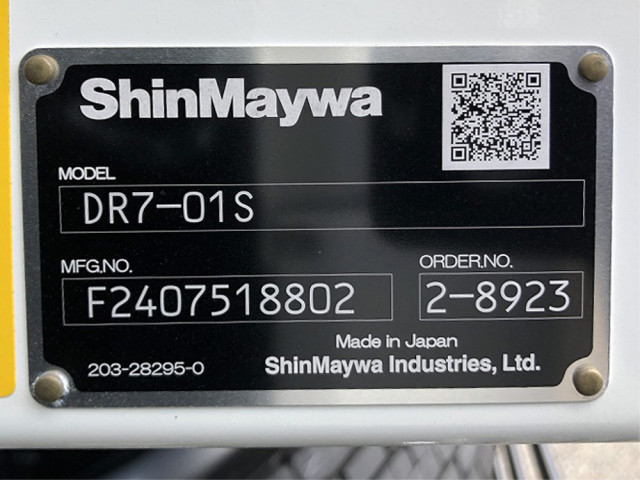 ShinMaywa
MODEL
DR7-01S
MFG.NO.
F2407518802
ORDER.NO.
2-8923
Made in Japan
203-28295-0
ShinMaywa Industries, Ltd.